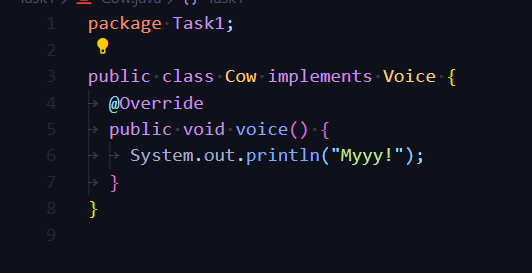 Task1 > Cow.java > {} Task1
1 package Task1;
2
3 public class Cow implements Voice {
4 @Override
5 public void voice() {
6 System.out.println("Myyy!");
7 }
8 }
9